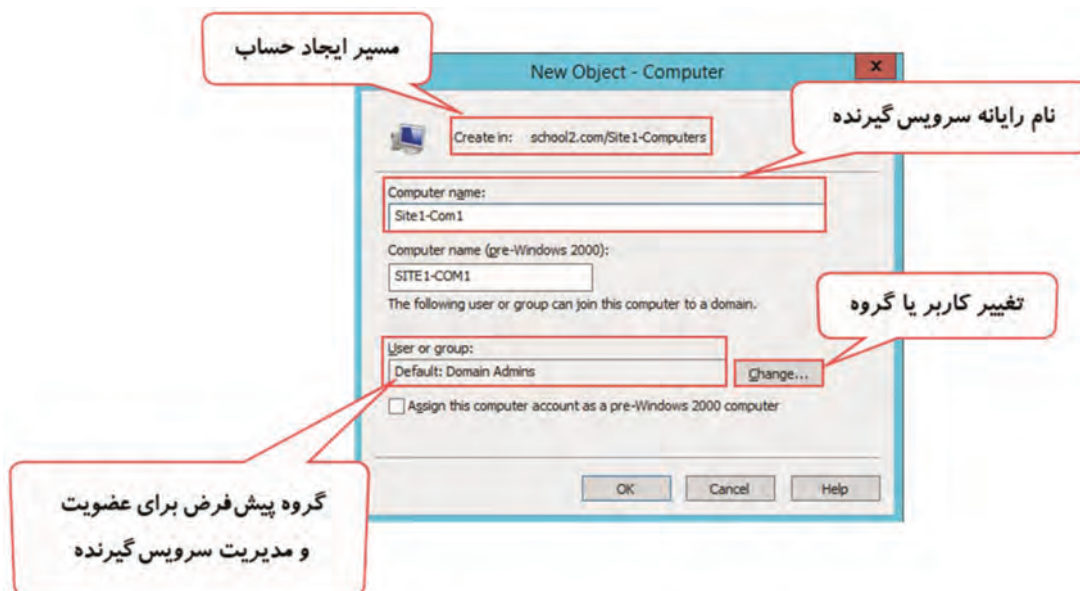 مسیر ایجاد حساب
New Object - Computer
x
نام رایانه سرویس گیرنده
Create in: school2.com/Site1-Computers
Computer name:
Site1-Com1
Computer name (pre-Windows 2000):
SITE1-COM1
The following user or group can join this computer to a domain.
تغییر کاربر یا گروه
User or group:
Default: Domain Admins
Change...
Assign this computer account as a pre-Windows 2000 computer
OK Cancel Help
گروه پیش‌فرض برای عضویت
و مدیریت سرویس گیرنده